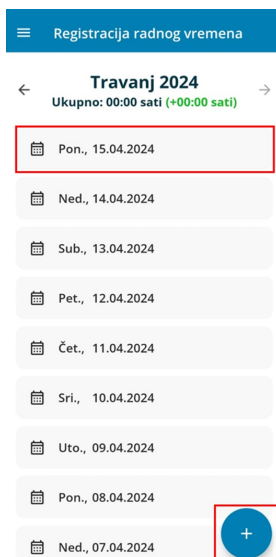 Registracija radnog vremena
Travanj 2024
Ukupno: 00:00 sati (+00:00 sati)
Pon., 15.04.2024
Ned., 14.04.2024
Sub., 13.04.2024
Pet., 12.04.2024
Čet., 11.04.2024
Sri., 10.04.2024
Uto., 09.04.2024
Pon., 08.04.2024
Ned., 07.04.2024